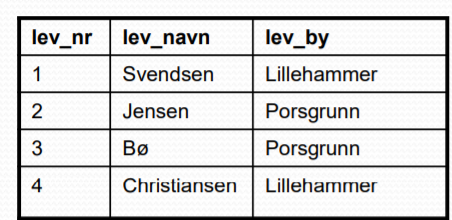 lev_nr lev_navn lev_by
1 Svendsen Lillehammer
2 Jensen Porsgrunn
3 Bø Porsgrunn
4 Christiansen Lillehammer